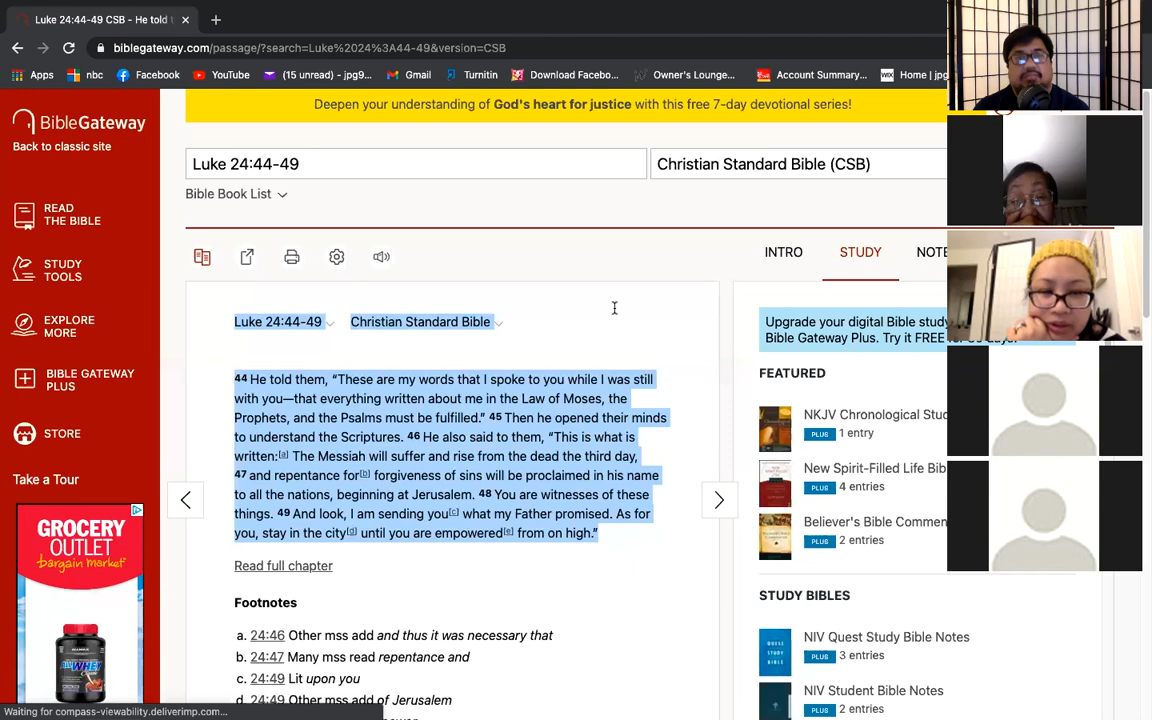 Luke 24:44-49 CSB - He told t
biblegateway.com/passage/?search=Luke%2024%3A44-49&version=CSB
Apps nbc Facebook YouTube (15 unread) - jpg9... Gmail Turnitin Download Facebo... Owner's Lounge... Account Summary... WIX Home | jpg
Deepen your understanding of God's heart for justice with this free 7-day devotional series!
BibleGateway
Back to classic site
READ
THE BIBLE
STUDY
TOOLS
EXPLORE
MORE
BIBLE GATEWAY
PLUS
STORE
Take a Tour
GROCERY
OUTLET
bargain market
Luke 24:44-49
Christian Standard Bible (CSB)
Bible Book List
INTRO STUDY NOTE
Luke 24:44-49 Christian Standard Bible
44 He told them, “These are my words that I spoke to you while I was still
with you—that everything written about me in the Law of Moses, the
Prophets, and the Psalms must be fulfilled.” 45 Then he opened their minds
to understand the Scriptures. 46 He also said to them, “This is what is
written:[a] The Messiah will suffer and rise from the dead the third day,
47 and repentance for[b] forgiveness of sins will be proclaimed in his name
to all the nations, beginning at Jerusalem. 48 You are witnesses of these
things. 49 And look, I am sending you[c] what my Father promised. As for
you, stay in the city[d] until you are empowered[e] from on high.”
Read full chapter
Footnotes
a. 24:46 Other mss add and thus it was necessary that
b. 24:47 Many mss read repentance and
c. 24:49 Lit upon you
d. 24:49 Other mss add of Jerusalem
Upgrade your digital Bible study
Bible Gateway Plus. Try it FREE
FEATURED
NKJV Chronological Stu
PLUS 1 entry
New Spirit-Filled Life Bib
PLUS 4 entries
Believer's Bible Commen
PLUS 2 entries
STUDY BIBLES
NIV Quest Study Bible Notes
PLUS 3 entries
NIV Student Bible Notes
PLUS 2 entries
Waiting for compass-viewability.deliverimp.com...